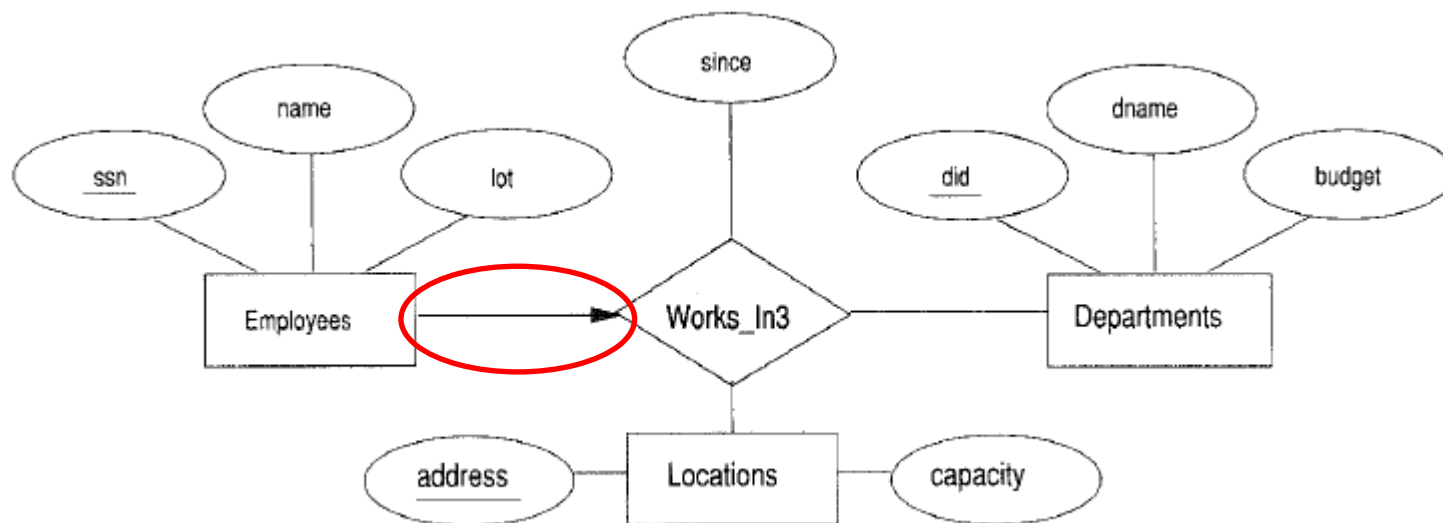 since
name
dname
ssn
lot
did
budget
Employees
Works_In3
Departments
address
Locations
capacity